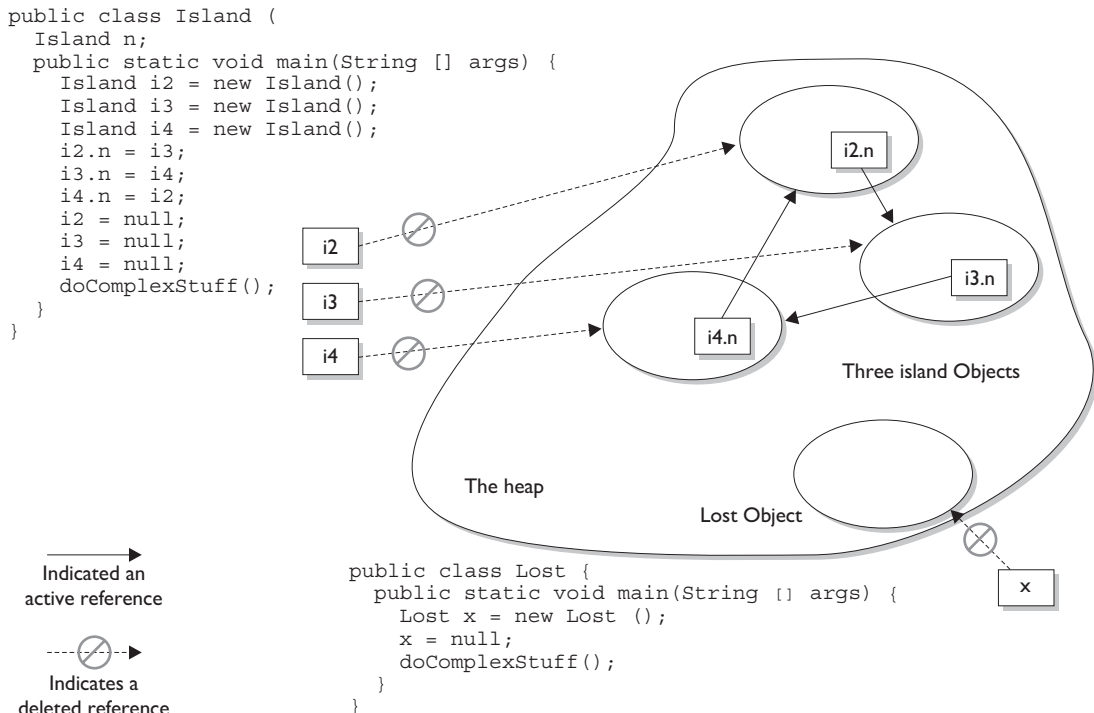 public class Island (
Island n;
public static void main(String [] args) {
Island i2 = new Island();
Island i3 = new Island();
Island i4 = new Island();
i2.n = i3;
i3.n = i4;
i4.n = i2;
i2 = null;
i3 = null;
i4 = null;
doComplexStuff();
}
}
i2
i3
i4
i2.n
i3.n
i4.n
Three island Objects
The heap
Lost Object
x
Indicated an
active reference
Indicates a
deleted reference
public class Lost {
public static void main(String [] args) {
Lost x = new Lost ();
x = null;
doComplexStuff();
}
}